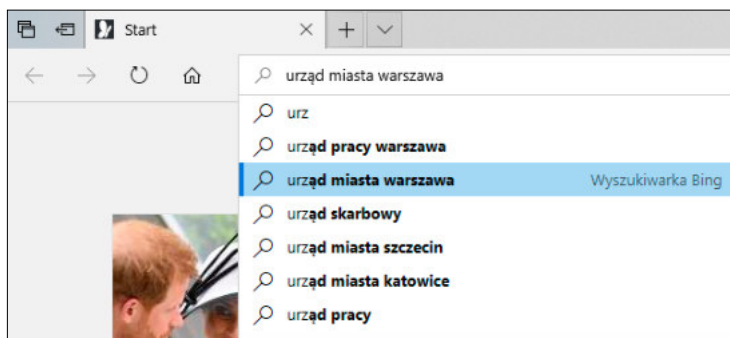 Start
urząd miasta warszawa
urz
urząd pracy warszawa
urząd miasta warszawa Wyszukiwarka Bing
urząd skarbowy
urząd miasta szczecin
urząd miasta katowice
urząd pracy